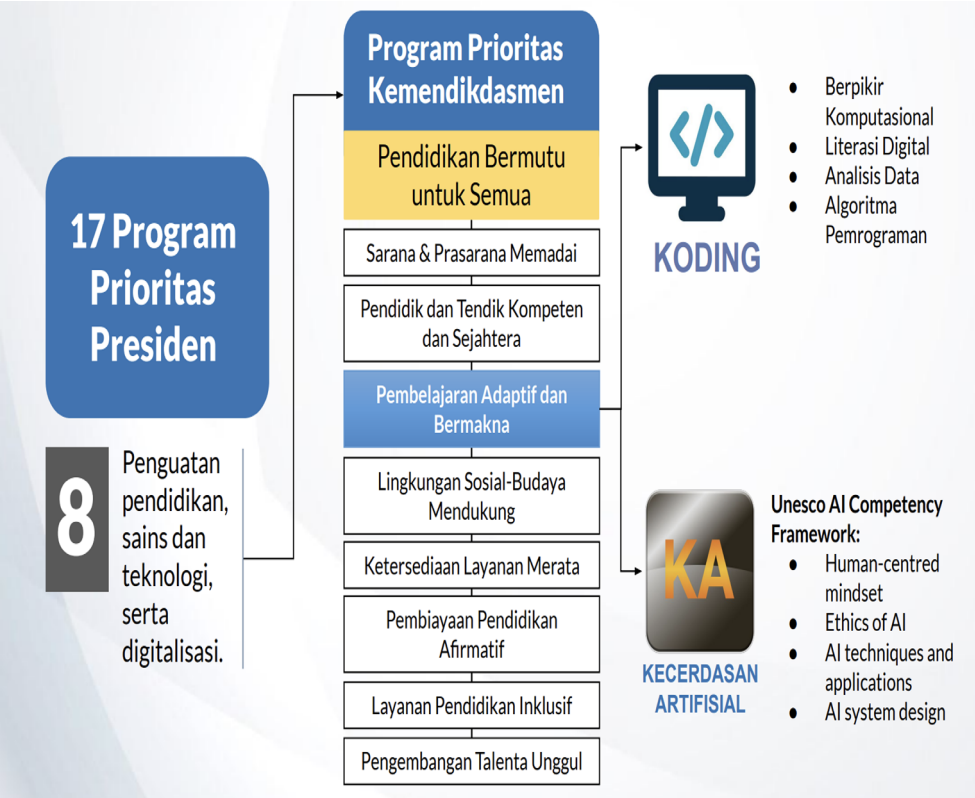 17 Program
Prioritas
Presiden
8
Penguatan
pendidikan,
sains dan
teknologi,
serta
digitalisasi.
Program Prioritas
Kemendikdasmen
Pendidikan Bermutu
untuk Semua
Sarana & Prasarana Memadai
Pendidik dan Tendik Kompeten
dan Sejahtera
Pembelajaran Adaptif dan
Bermakna
Lingkungan Sosial-Budaya
Mendukung
Ketersediaan Layanan Merata
Pembiayaan Pendidikan
Afirmatif
Layanan Pendidikan Inklusif
Pengembangan Talenta Unggul
</>
KODING
● Berpikir
Komputasional
● Literasi Digital
● Analisis Data
● Algoritma
Pemrograman
KA
KECERDASAN
ARTIFISIAL
Unesco AI Competency
Framework:
● Human-centred
mindset
● Ethics of AI
● AI techniques and
applications
● AI system design